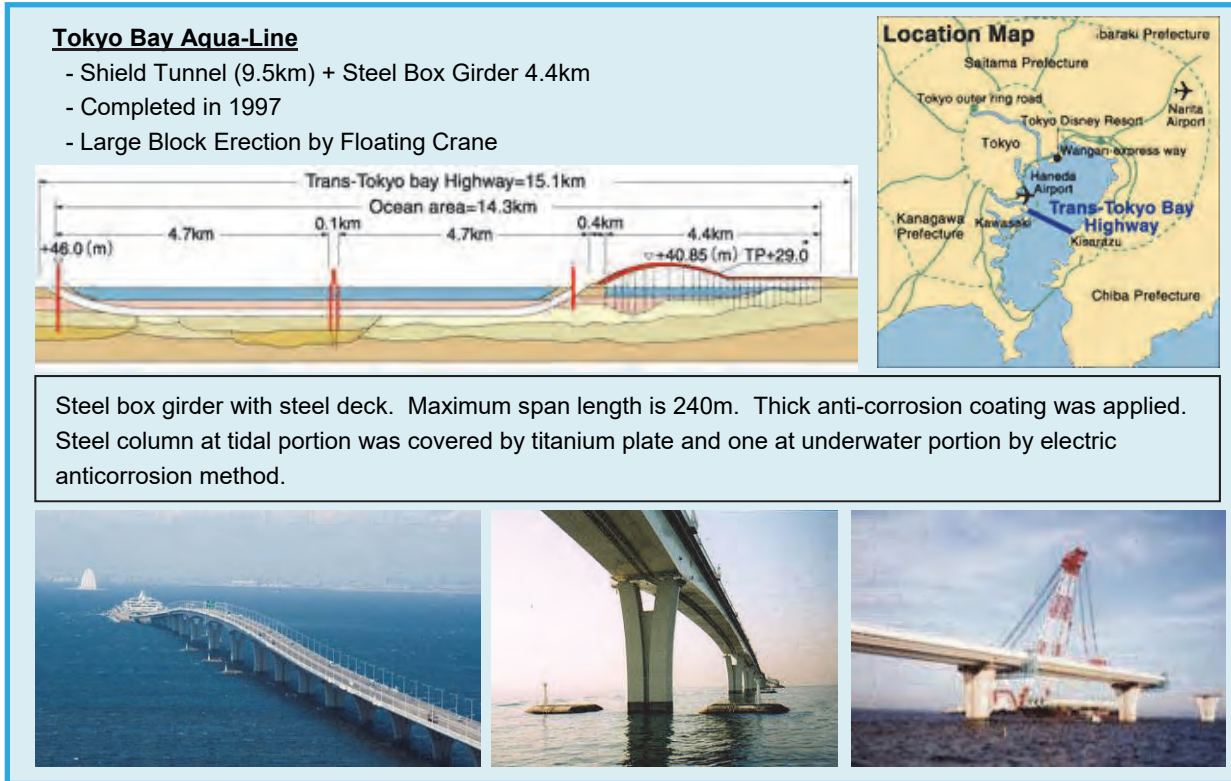 Tokyo Bay Aqua-Line
- Shield Tunnel (9.5km) + Steel Box Girder 4.4km
- Completed in 1997
- Large Block Erection by Floating Crane
Trans-Tokyo bay Highway=15.1km
Ocean area=14.3km
4.7km
0.1km
4.7km
0.4km
4.4km
+46.0 (m)
▽+40.85 (m) TP+29.0
Location Map
Ibaraki Prefecture
Saitama Prefecture
Tokyo outer ring road
Narita
Airport
Tokyo Disney Resort
Tokyo
Wangan-express way
Haneda
Airport
Trans-Tokyo Bay
Highway
Kanagawa
Prefecture
Kawasaki
Kisarazu
Chiba Prefecture
Steel box girder with steel deck. Maximum span length is 240m. Thick anti-corrosion coating was applied.
Steel column at tidal portion was covered by titanium plate and one at underwater portion by electric
anticorrosion method.